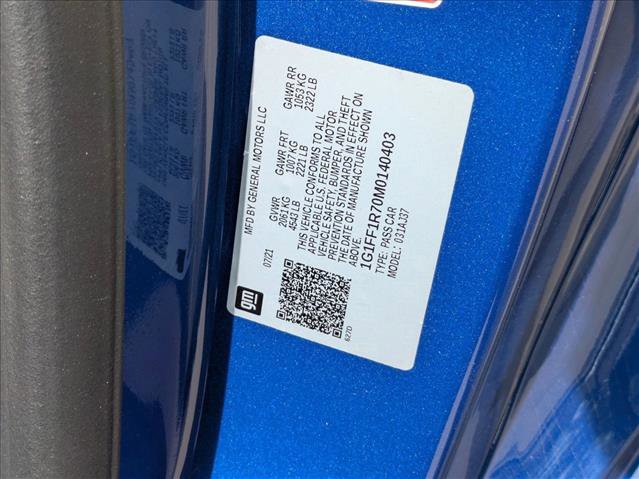 gm
MFD BY GENERAL MOTORS LLC
07/21
GVWR
2061 KG
4543 LB
GAWR FRT
1007 KG
2221 LB
GAWR RR
1053 KG
2322 LB
THIS VEHICLE CONFORMS TO ALL
APPLICABLE U.S. FEDERAL MOTOR
VEHICLE SAFETY, BUMPER, AND THEFT
PREVENTION STANDARDS IN EFFECT ON
THE DATE OF MANUFACTURE SHOWN
ABOVE.
1G1FF1R70M0140403
TYPE: PASS CAR
MODEL: 031AJ37
627D